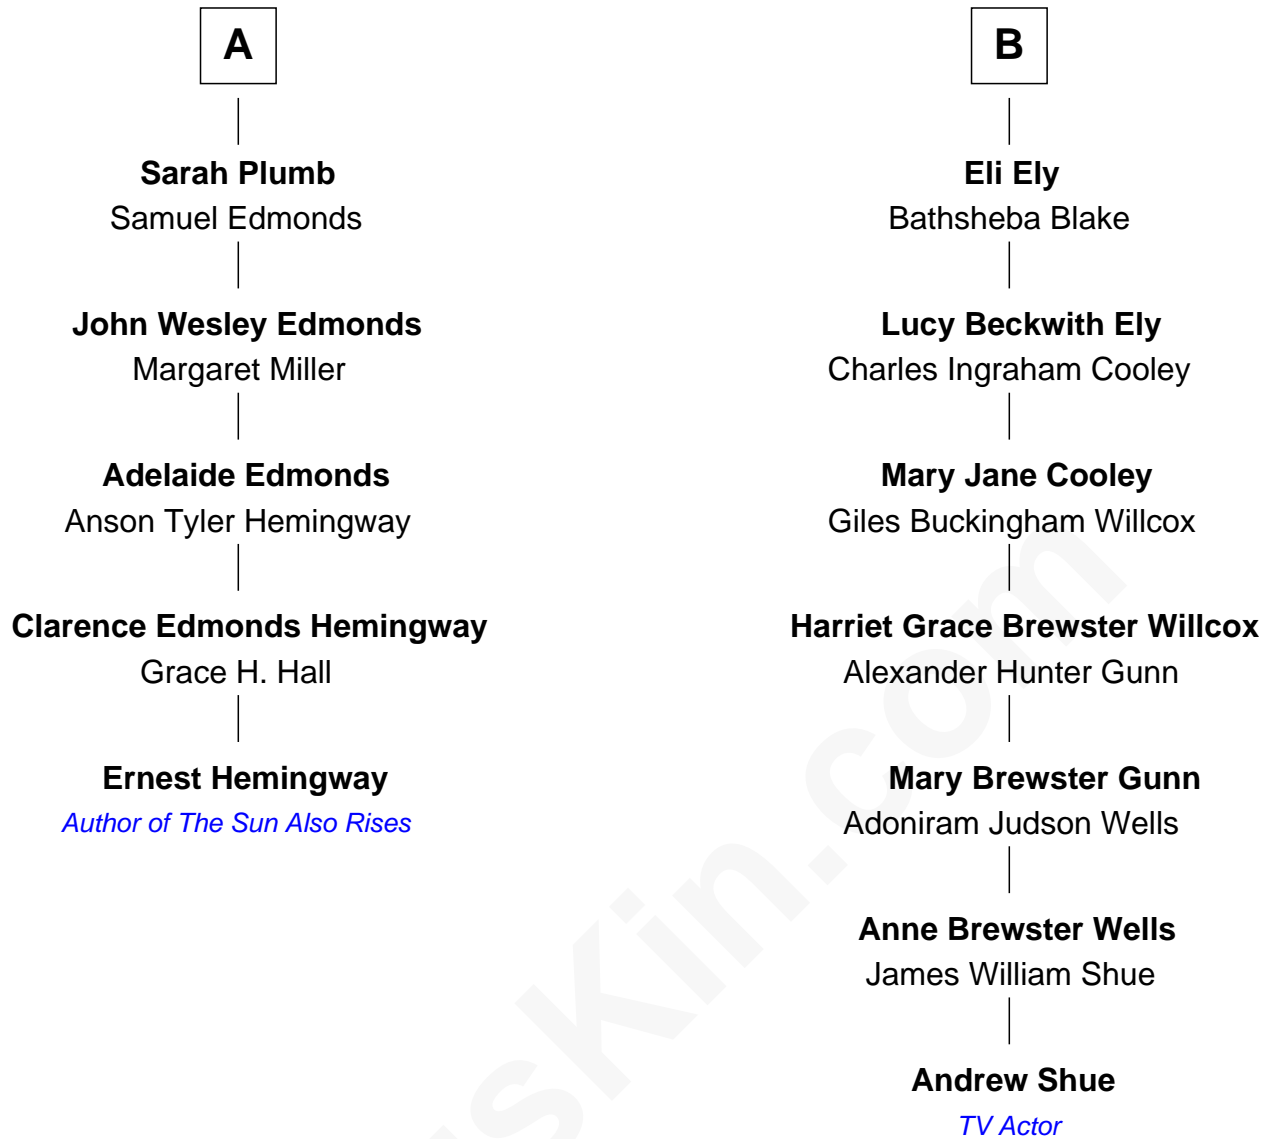 A
Sarah Plumb
Samuel Edmonds
John Wesley Edmonds
Margaret Miller
Adelaide Edmonds
Anson Tyler Hemingway
Clarence Edmonds Hemingway
Grace H. Hall
Ernest Hemingway
Author of The Sun Also Rises
B
Eli Ely
Bathsheba Blake
Lucy Beckwith Ely
Charles Ingraham Cooley
Mary Jane Cooley
Giles Buckingham Willcox
Harriet Grace Brewster Willcox
Alexander Hunter Gunn
Mary Brewster Gunn
Adoniram Judson Wells
Anne Brewster Wells
James William Shue
Andrew Shue
TV Actor
sKin.com